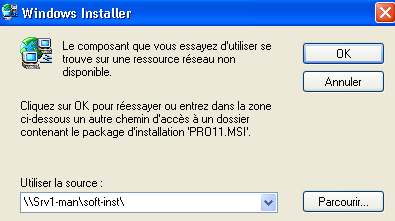 Windows Installer
Le composant que vous essayez d'utiliser se
trouve sur une ressource réseau non
disponible.
OK
Annuler
Cliquez sur OK pour réessayer ou entrez dans la zone
ci-dessous un autre chemin d'accès à un dossier
contenant le package d'installation 'PRO11.MSI'.
Utiliser la source :
\\Srv1-man\soft-inst\
Parcourir...